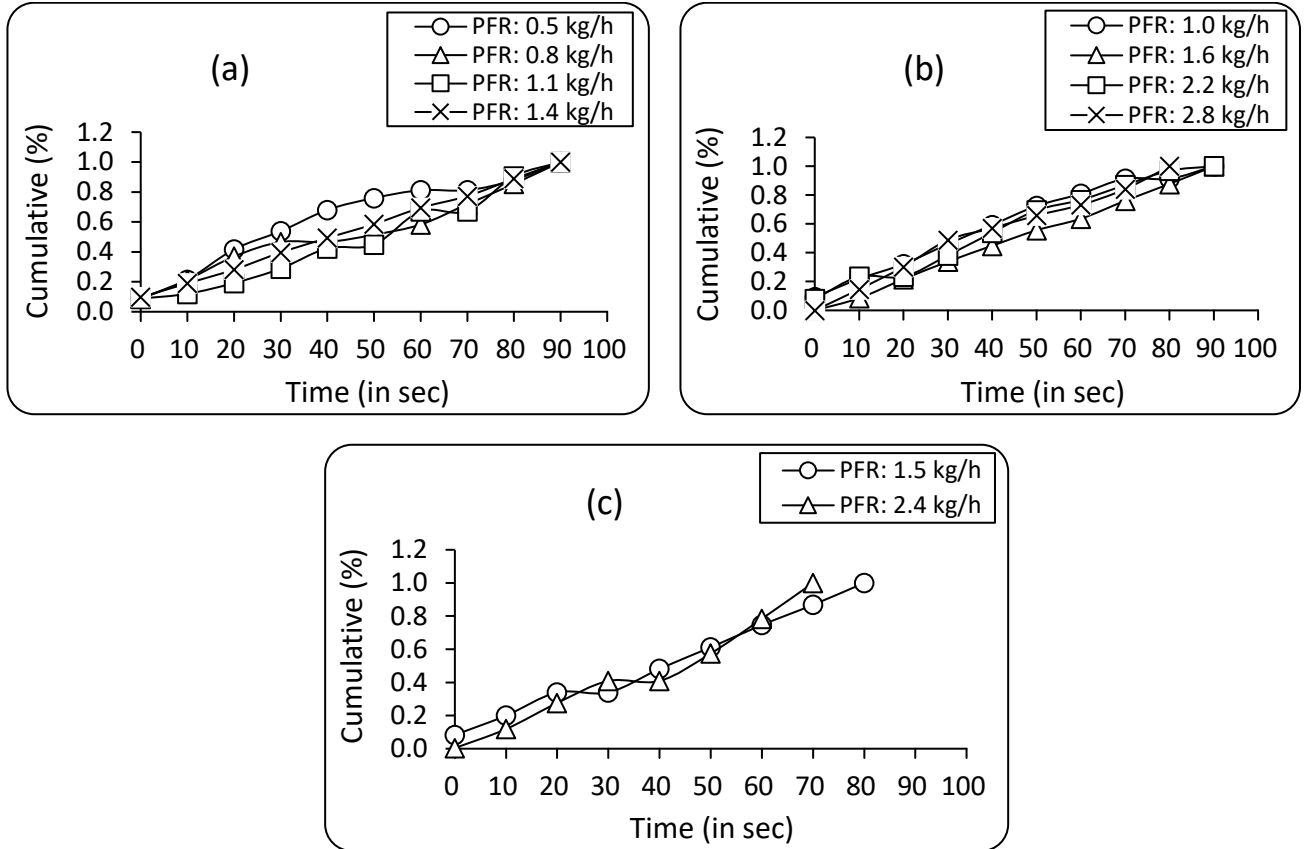 PFR: 0.5 kg/h
PFR: 0.8 kg/h
PFR: 1.1 kg/h
PFR: 1.4 kg/h
(a)
Cumulative (%)
1.2
1.0
0.8
0.6
0.4
0.2
0.0
0 10 20 30 40 50 60 70 80 90 100
Time (in sec)
PFR: 1.0 kg/h
PFR: 1.6 kg/h
PFR: 2.2 kg/h
PFR: 2.8 kg/h
(b)
Cumulative (%)
1.2
1.0
0.8
0.6
0.4
0.2
0.0
0 10 20 30 40 50 60 70 80 90 100
Time (in sec)
PFR: 1.5 kg/h
PFR: 2.4 kg/h
(c)
Cumulative (%)
1.2
1.0
0.8
0.6
0.4
0.2
0.0
0 10 20 30 40 50 60 70 80 90 100
Time (in sec)